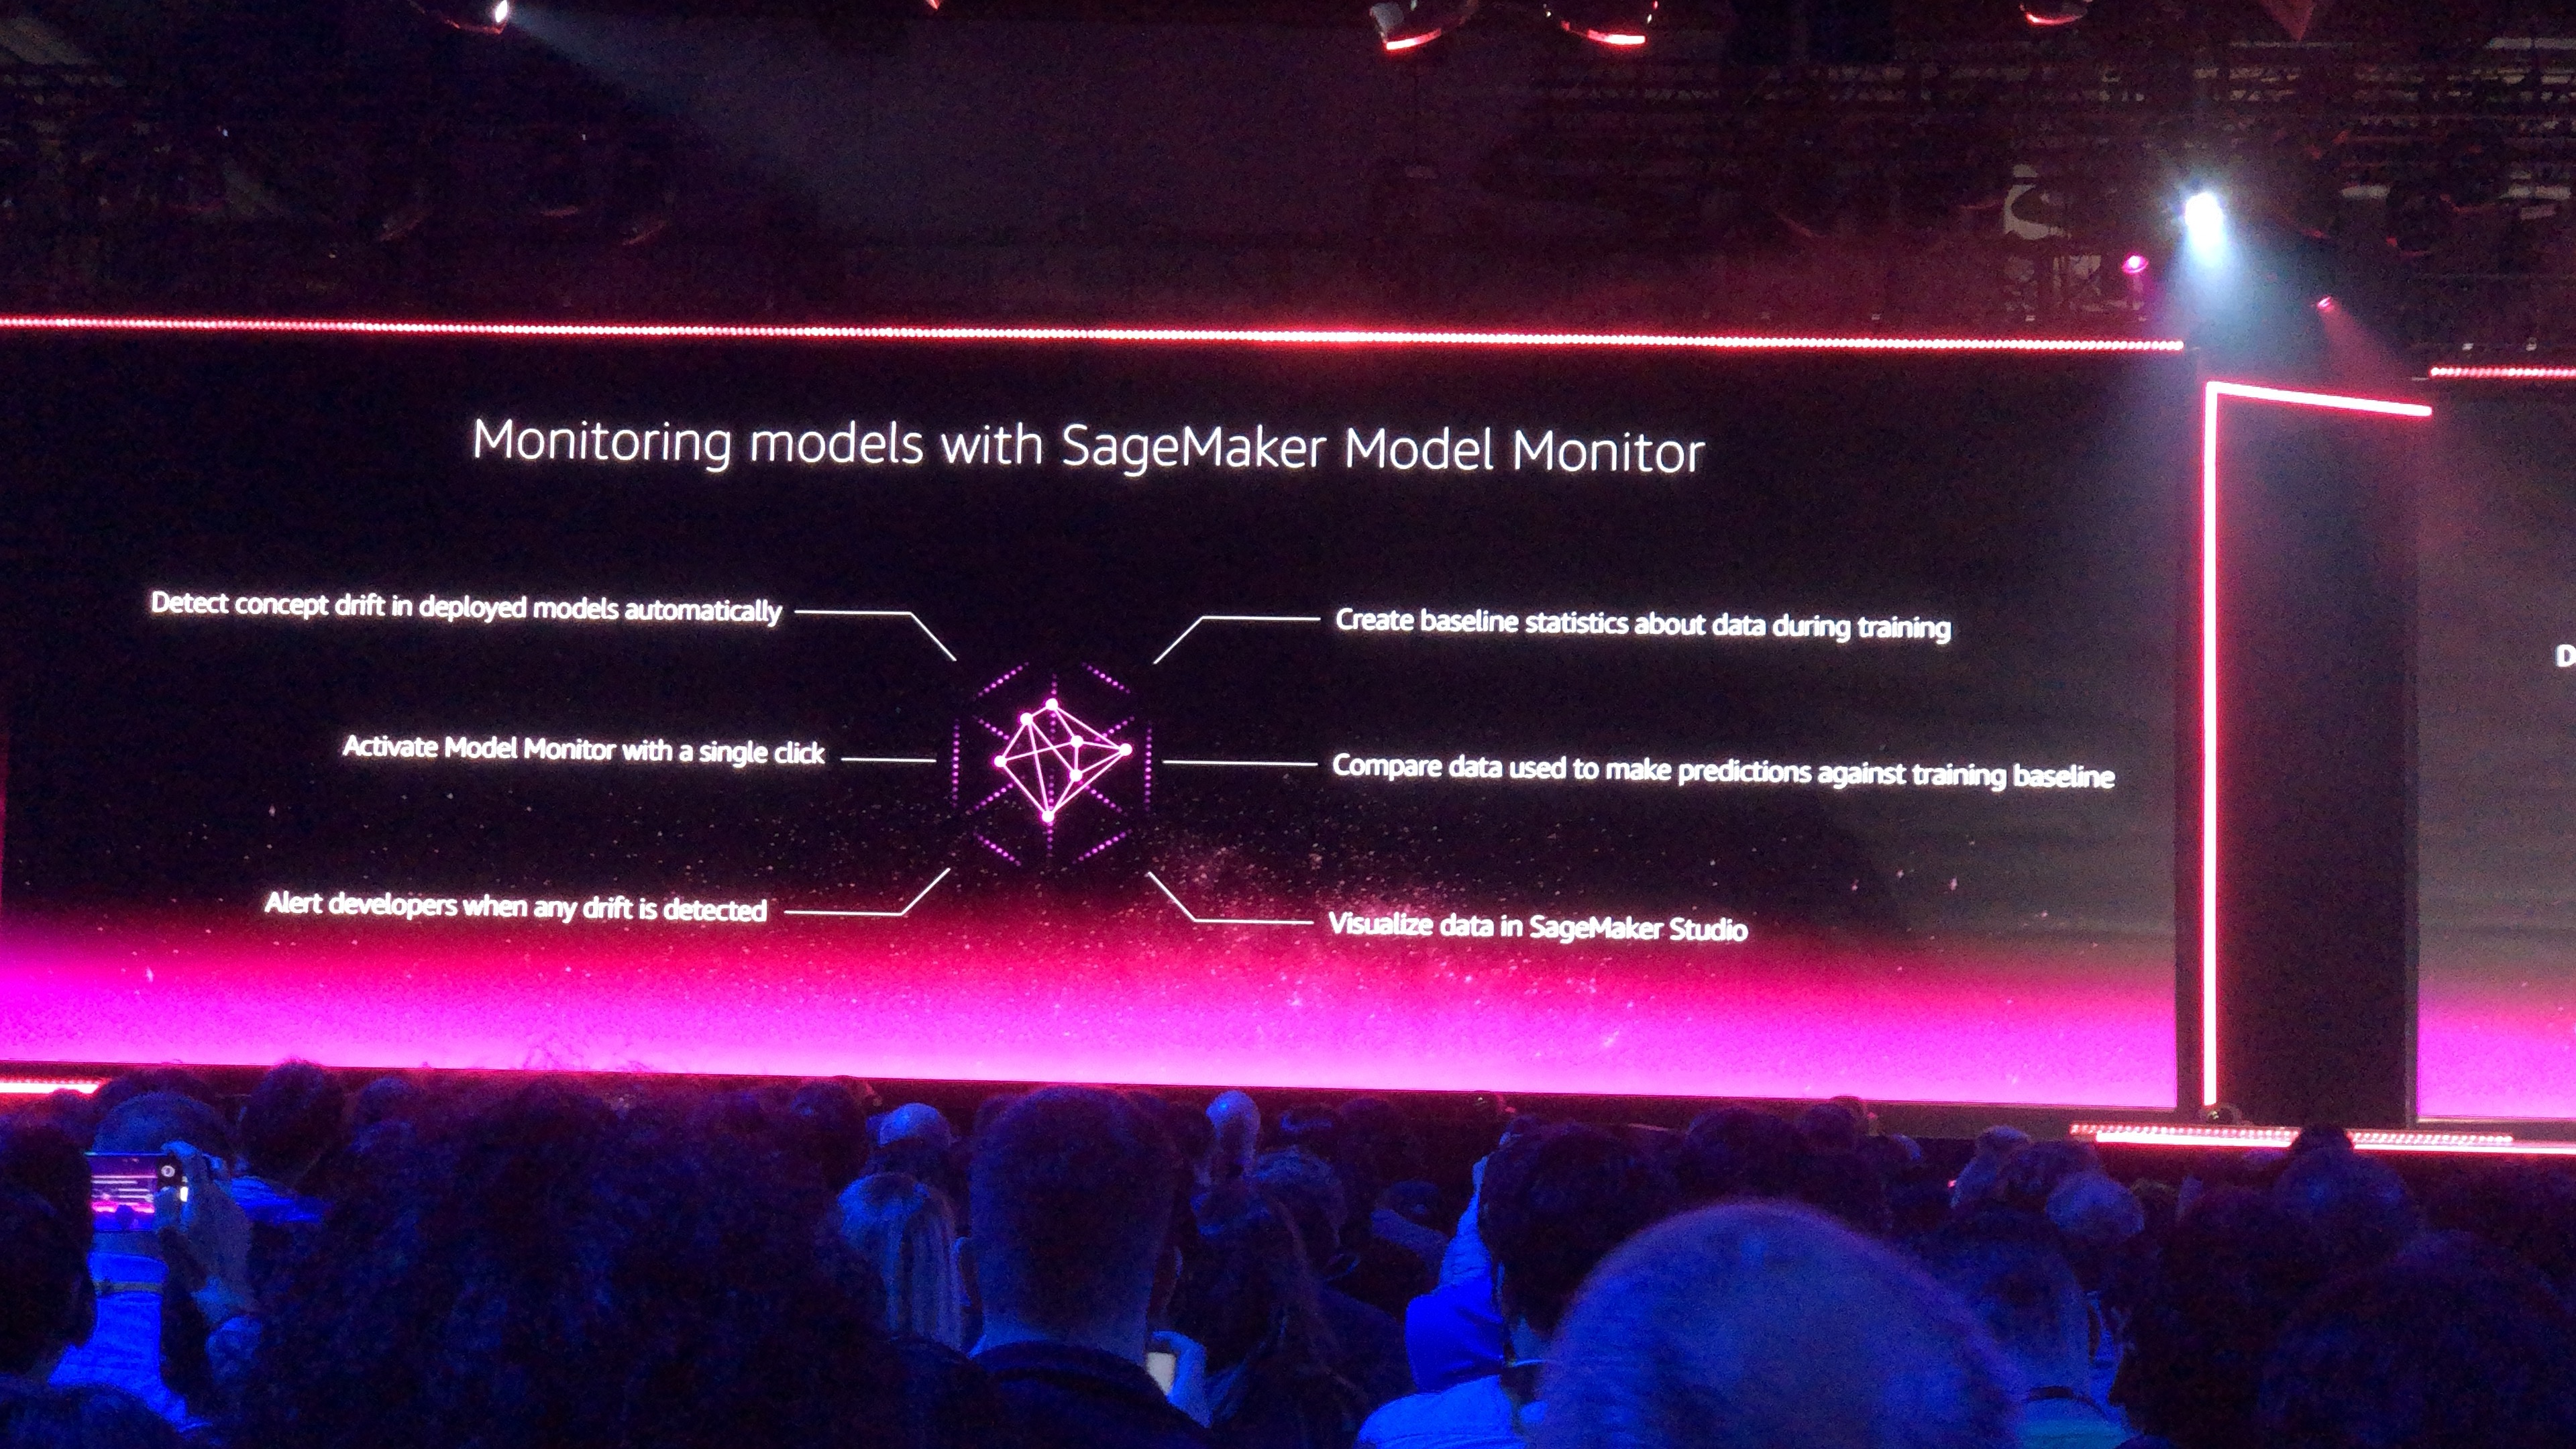 Monitoring models with SageMaker Model Monitor
Detect concept drift in deployed models automatically
Create baseline statistics about data during training
Activate Model Monitor with a single click
Compare data used to make predictions against training baseline
Alert developers when any drift is detected
Visualize data in SageMaker Studio
D